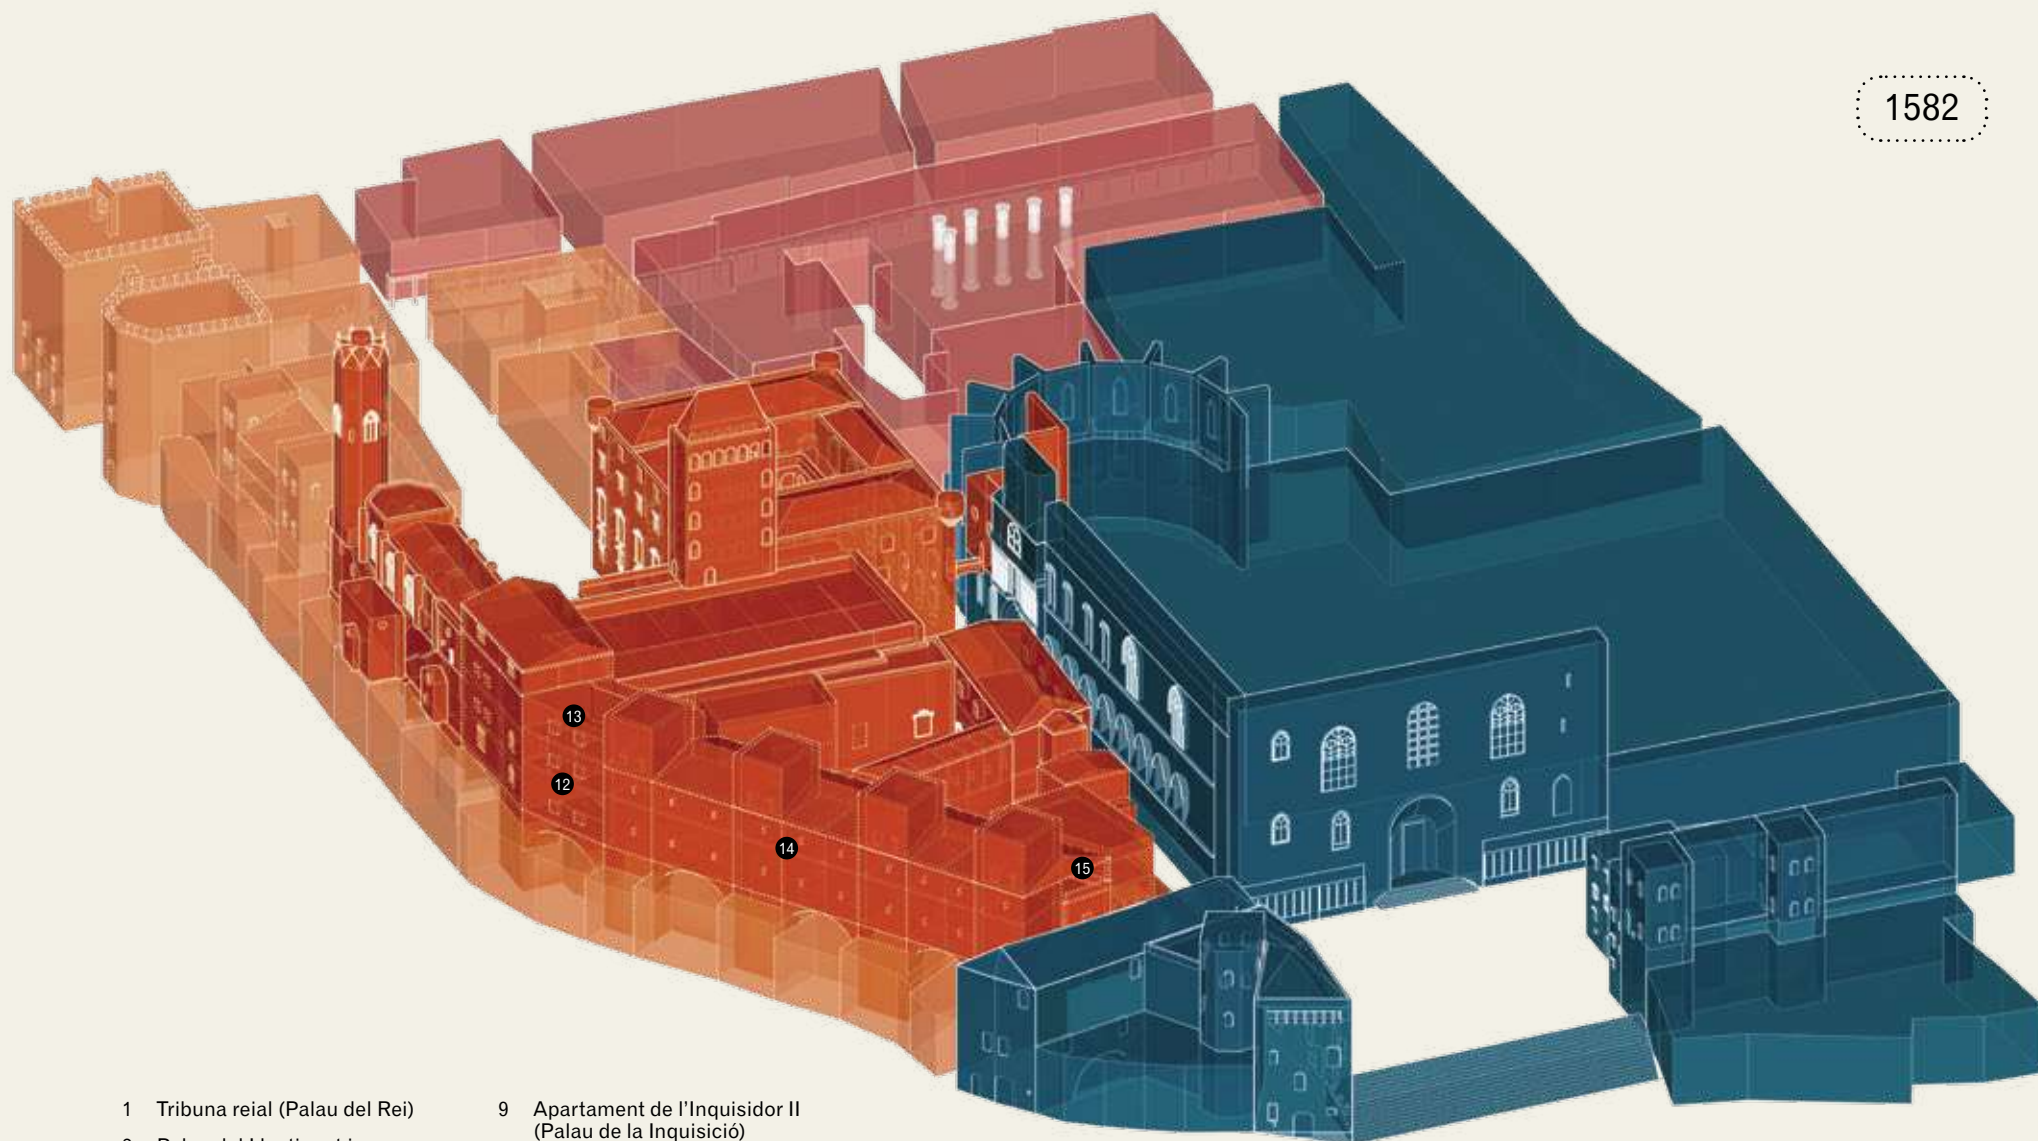 1582
13
12
14
15
1 Tribuna reial (Palau del Rei)
9 Apartament de l’Inquisidor II
(Palau de la Inquisició)